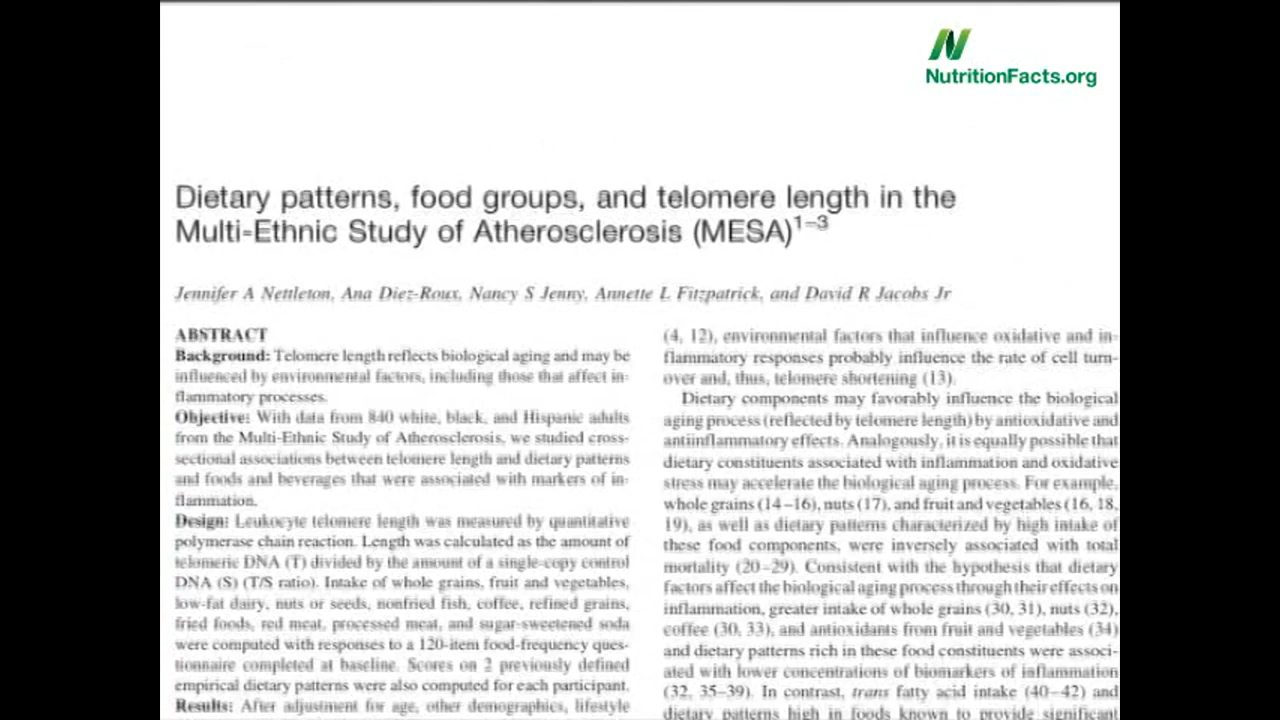 NutritionFacts.org
Dietary patterns, food groups, and telomere length in the
Multi-Ethnic Study of Atherosclerosis (MESA)1–3
Jennifer A Nettleton, Ana Diez-Roux, Nancy S Jenny, Annette L Fitzpatrick, and David R Jacobs Jr
ABSTRACT
Background: Telomere length reflects biological aging and may be
influenced by environmental factors, including those that affect in-
flammatory processes.
Objective: With data from 840 white, black, and Hispanic adults
from the Multi-Ethnic Study of Atherosclerosis, we studied cross-
sectional associations between telomere length and dietary patterns
and foods and beverages that were associated with markers of in-
flammation.
Design: Leukocyte telomere length was measured by quantitative
polymerase chain reaction. Length was calculated as the amount of
telomeric DNA (T) divided by the amount of a single-copy control
DNA (S) (T/S ratio). Intake of whole grains, fruit and vegetables,
low-fat dairy, nuts or seeds, nonfried fish, coffee, refined grains,
fried foods, red meat, processed meat, and sugar-sweetened soda
were computed with responses to a 120-item food-frequency ques-
tionnaire completed at baseline. Scores on 2 previously defined
empirical dietary patterns were also computed for each participant.
Results: After adjustment for age, other demographics, lifestyle
(4, 12), environmental factors that influence oxidative and in-
flammatory responses probably influence the rate of cell turn-
over and, thus, telomere shortening (13).
Dietary components may favorably influence the biological
aging process (reflected by telomere length) by antioxidative and
antiinflammatory effects. Analogously, it is equally possible that
dietary constituents associated with inflammation and oxidative
stress may accelerate the biological aging process. For example,
whole grains (14–16), nuts (17), and fruit and vegetables (16, 18,
19), as well as dietary patterns characterized by high intake of
these food components, were inversely associated with total
mortality (20–29). Consistent with the hypothesis that dietary
factors affect the biological aging process through their effects on
inflammation, greater intake of whole grains (30, 31), nuts (32),
coffee (30, 33), and antioxidants from fruit and vegetables (34)
and dietary patterns rich in these food constituents were associ-
ated with lower concentrations of biomarkers of inflammation
(32, 35–39). In contrast, trans fatty acid intake (40–42) and
dietary patterns high in foods known to provide significant